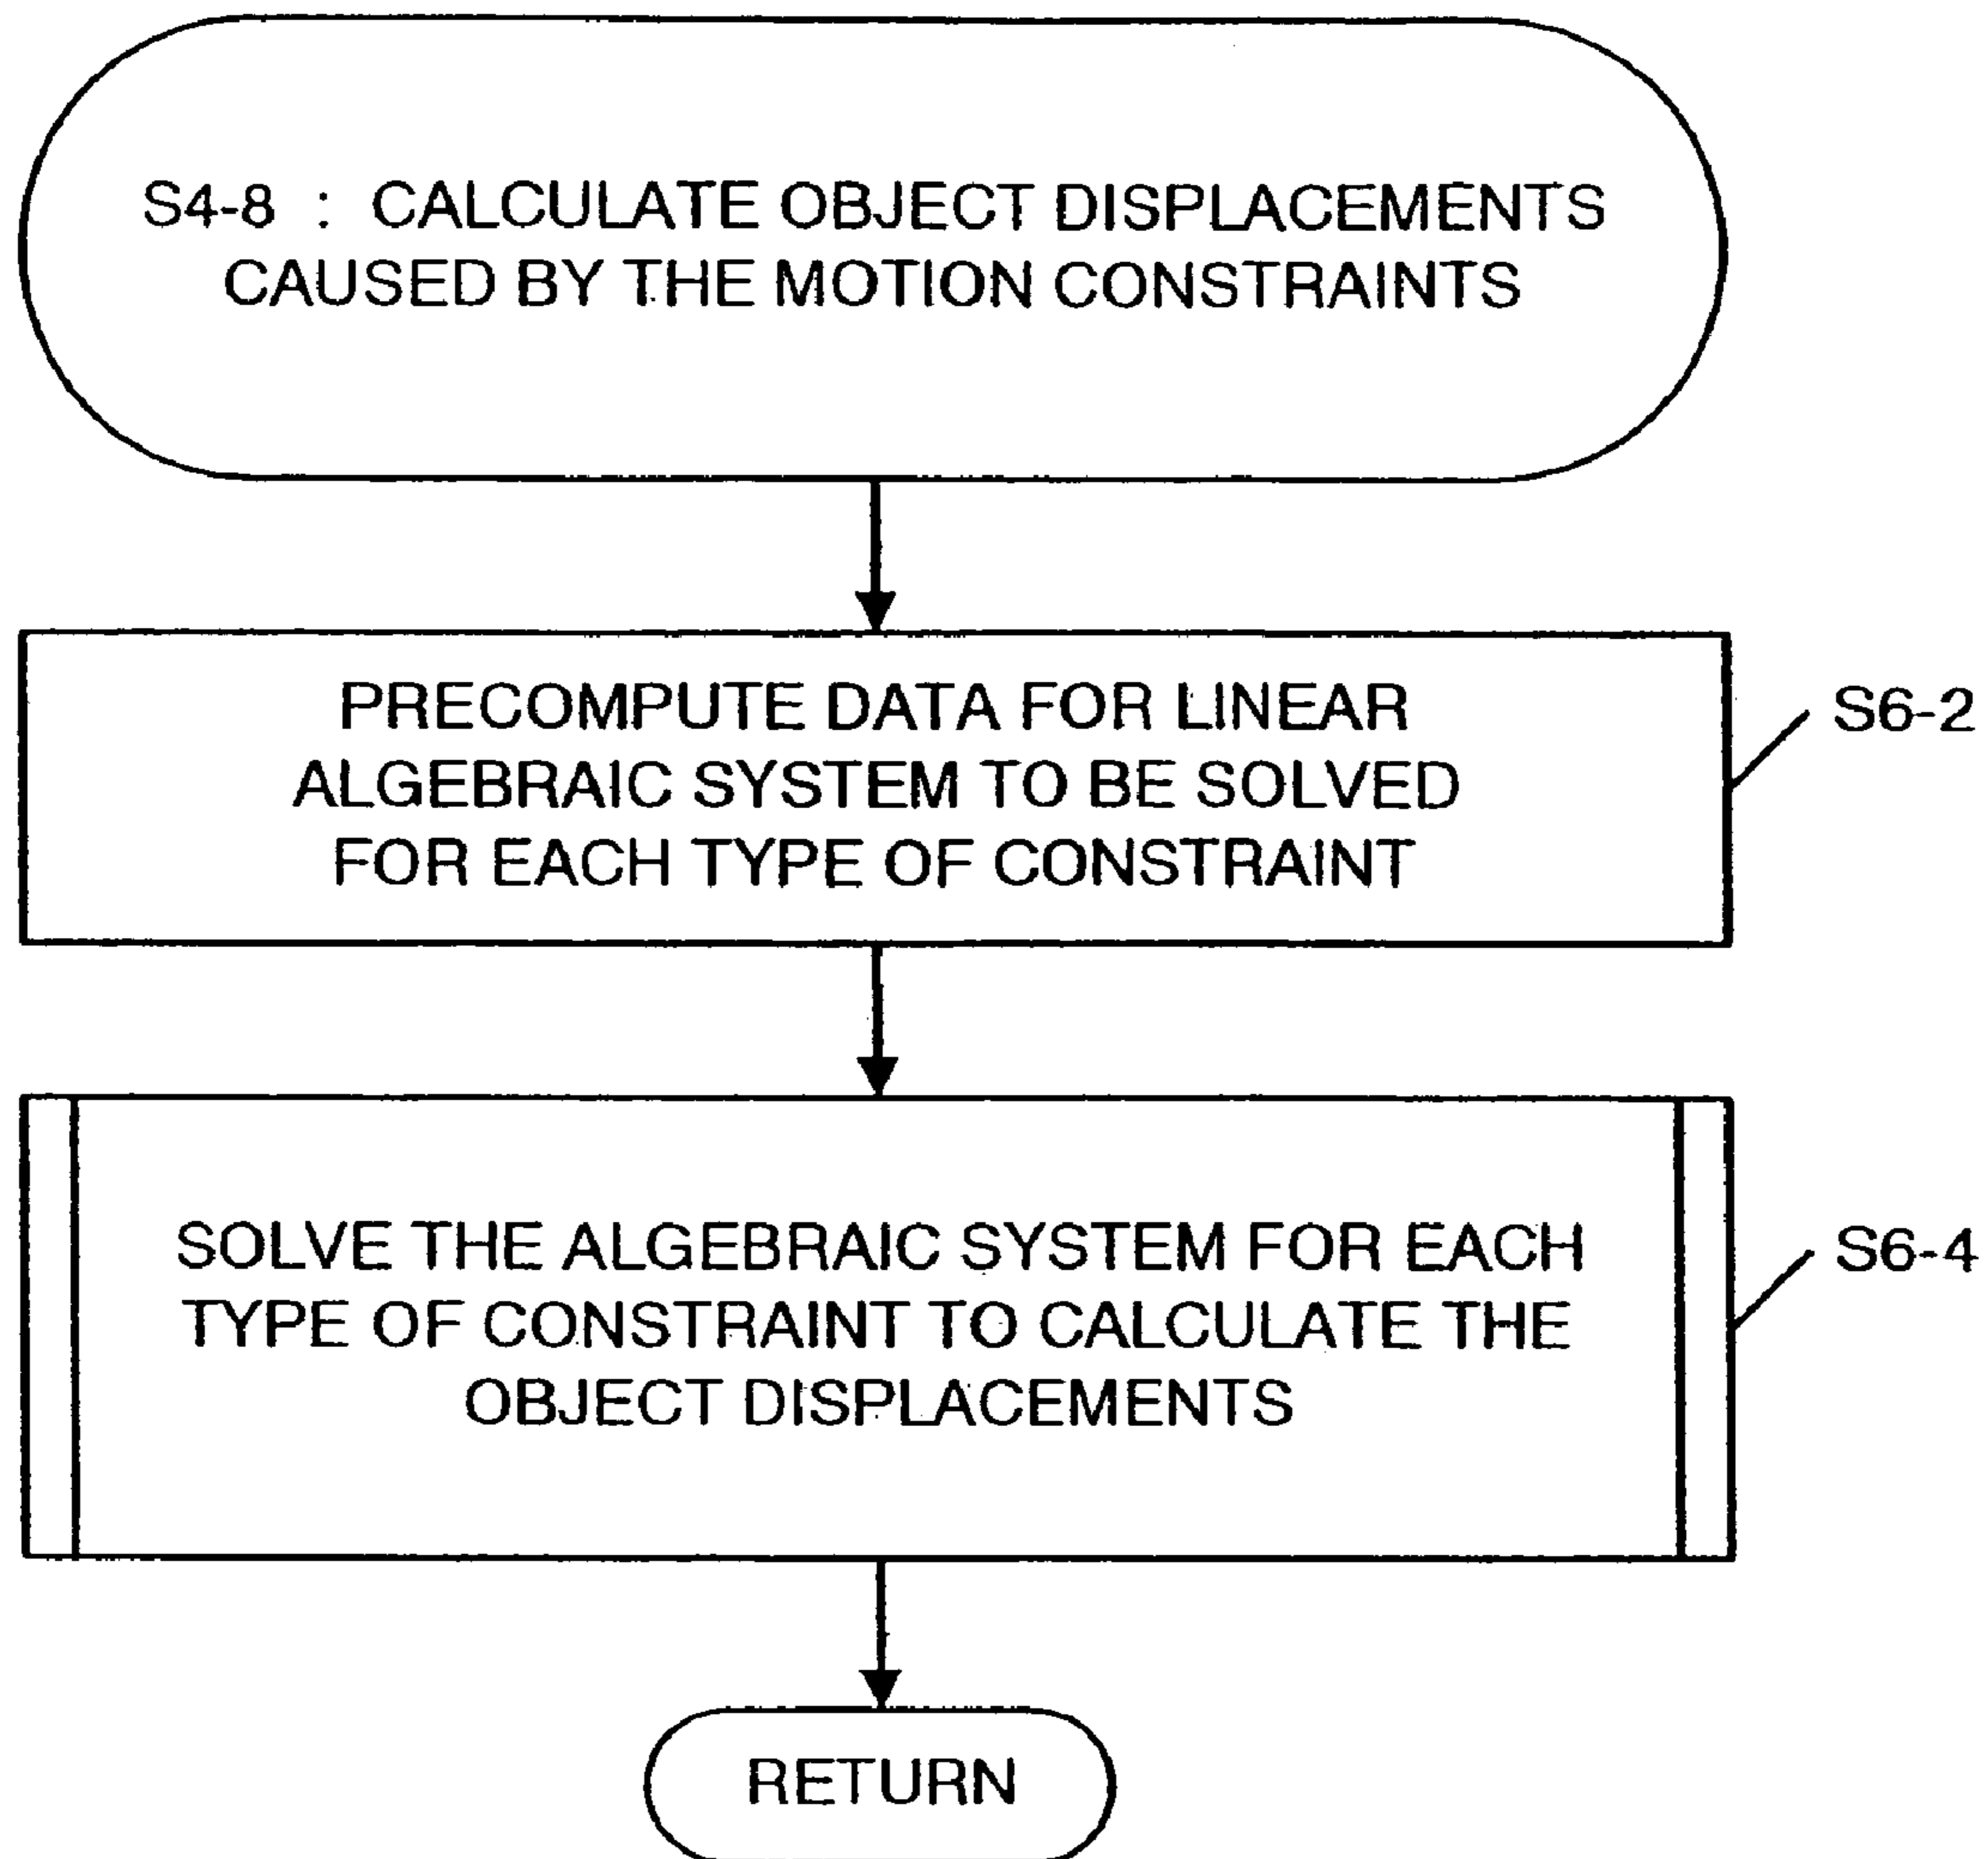 S4-8 : CALCULATE OBJECT DISPLACEMENTS
CAUSED BY THE MOTION CONSTRAINTS
PRECOMPUTE DATA FOR LINEAR
ALGEBRAIC SYSTEM TO BE SOLVED
FOR EACH TYPE OF CONSTRAINT
S6-2
SOLVE THE ALGEBRAIC SYSTEM FOR EACH
TYPE OF CONSTRAINT TO CALCULATE THE
OBJECT DISPLACEMENTS
S6-4
RETURN